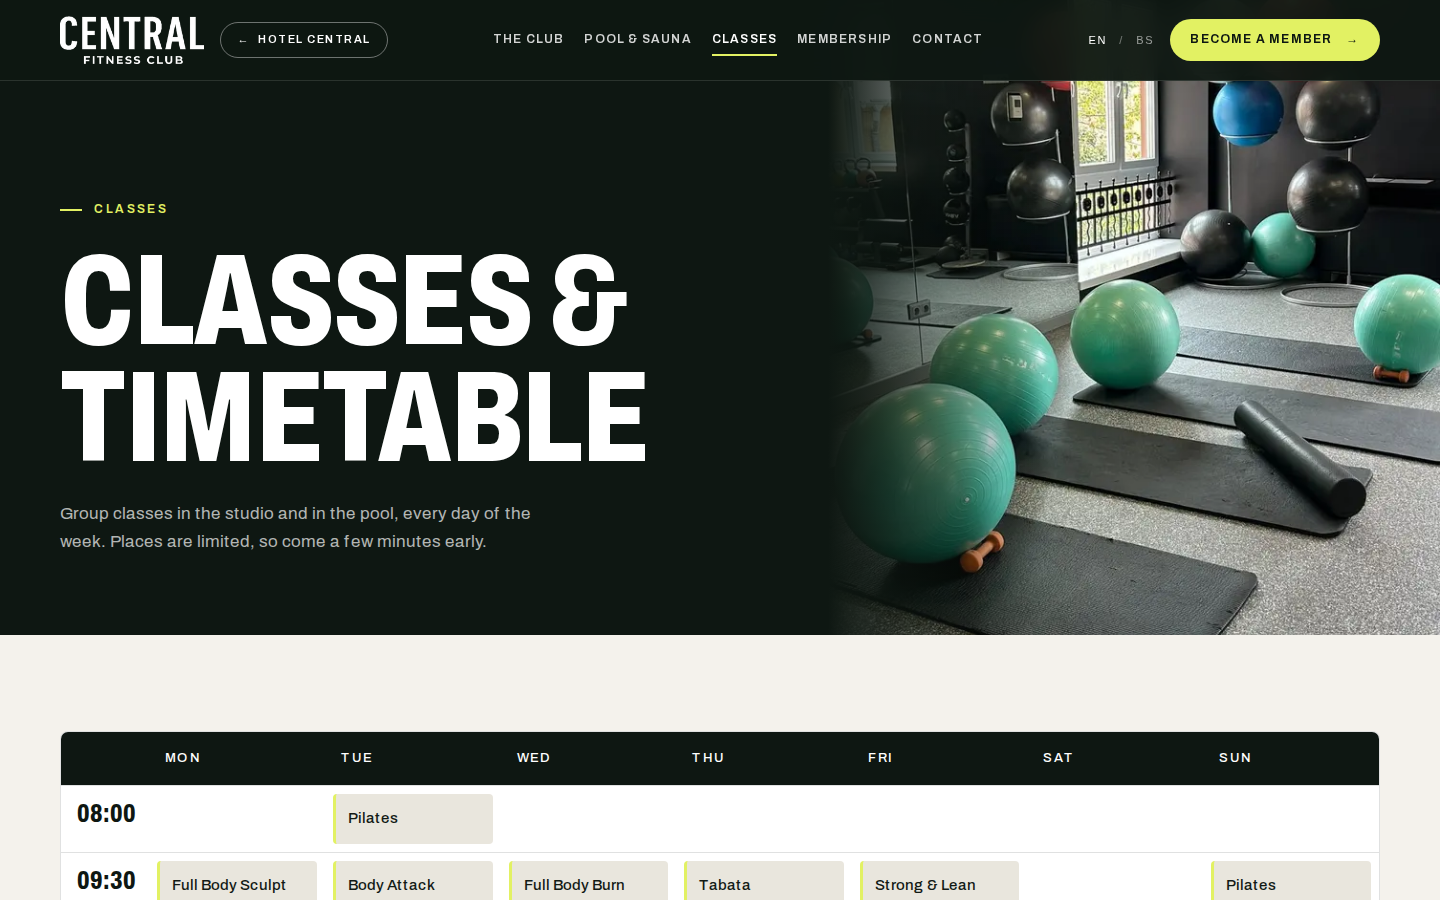 CENTRAL
FITNESS CLUB
← HOTEL CENTRAL
THE CLUB
POOL & SAUNA
CLASSES
MEMBERSHIP
CONTACT
EN / BS
BECOME A MEMBER →
CLASSES
CLASSES &
TIMETABLE
Group classes in the studio and in the pool, every day of the
week. Places are limited, so come a few minutes early.
MON TUE WED THU FRI SAT SUN
08:00 Pilates
09:30 Full Body Sculpt Body Attack Full Body Burn Tabata Strong & Lean Pilates